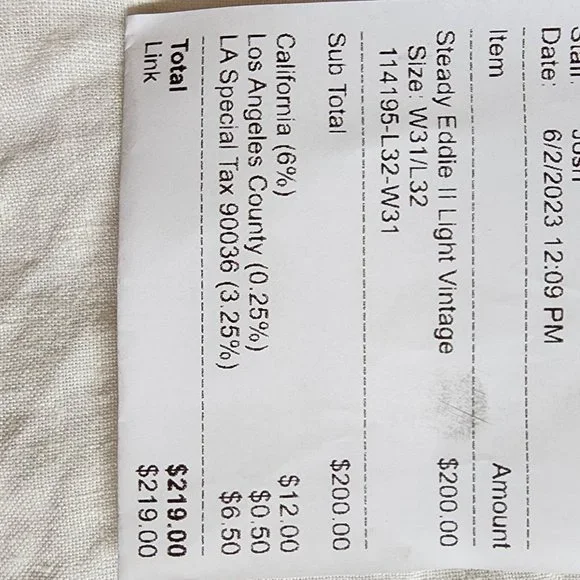 Date: 6/2/2023 12:09 PM
Item Amount
Steady Eddie II Light Vintage $200.00
Size: W31/L32
114195-L32-W31
Sub Total $200.00
California (6%) $12.00
Los Angeles County (0.25%) $0.50
LA Special Tax 90036 (3.25%) $6.50
Total $219.00
Link $219.00